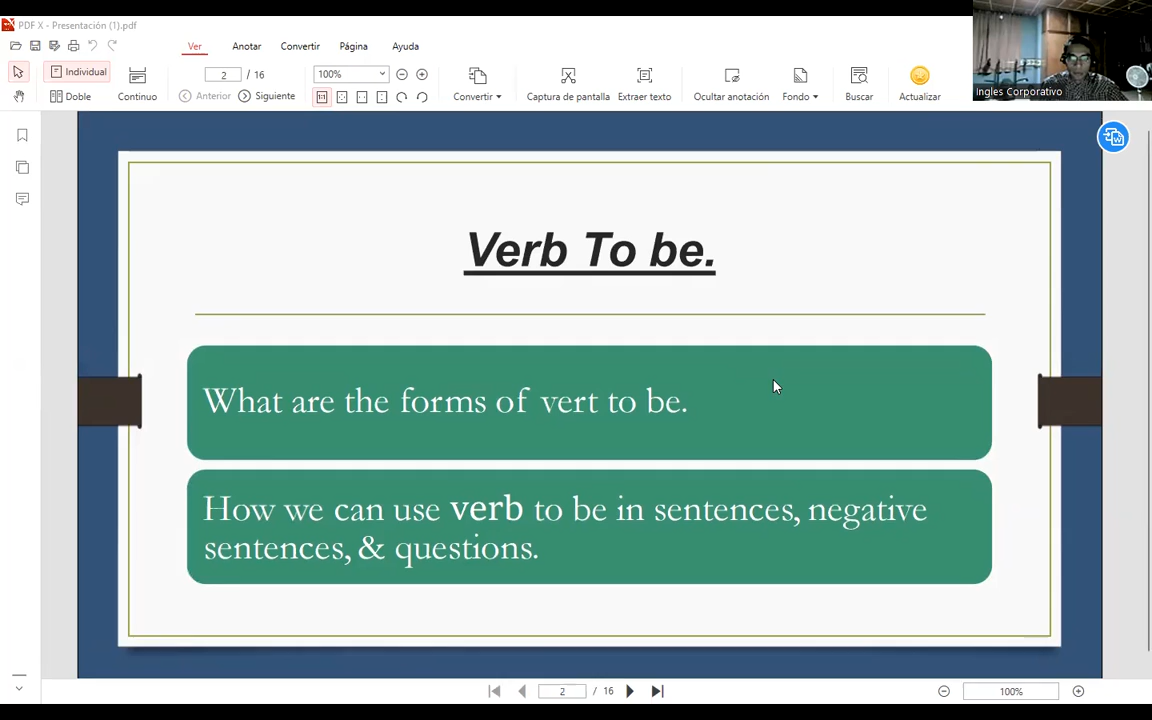 PDF X - Presentación (1).pdf
Ver Anotar Convertir Página Ayuda
Individual
2 / 16
100%
Doble
Continuo
Anterior
Siguiente
Convertir
Captura de pantalla
Extraer texto
Ocultar anotación
Fondo
Buscar
Actualizar
Ingles Corporativo
Verb To be.
What are the forms of vert to be.
How we can use verb to be in sentences, negative
sentences, & questions.
2 / 16
100%